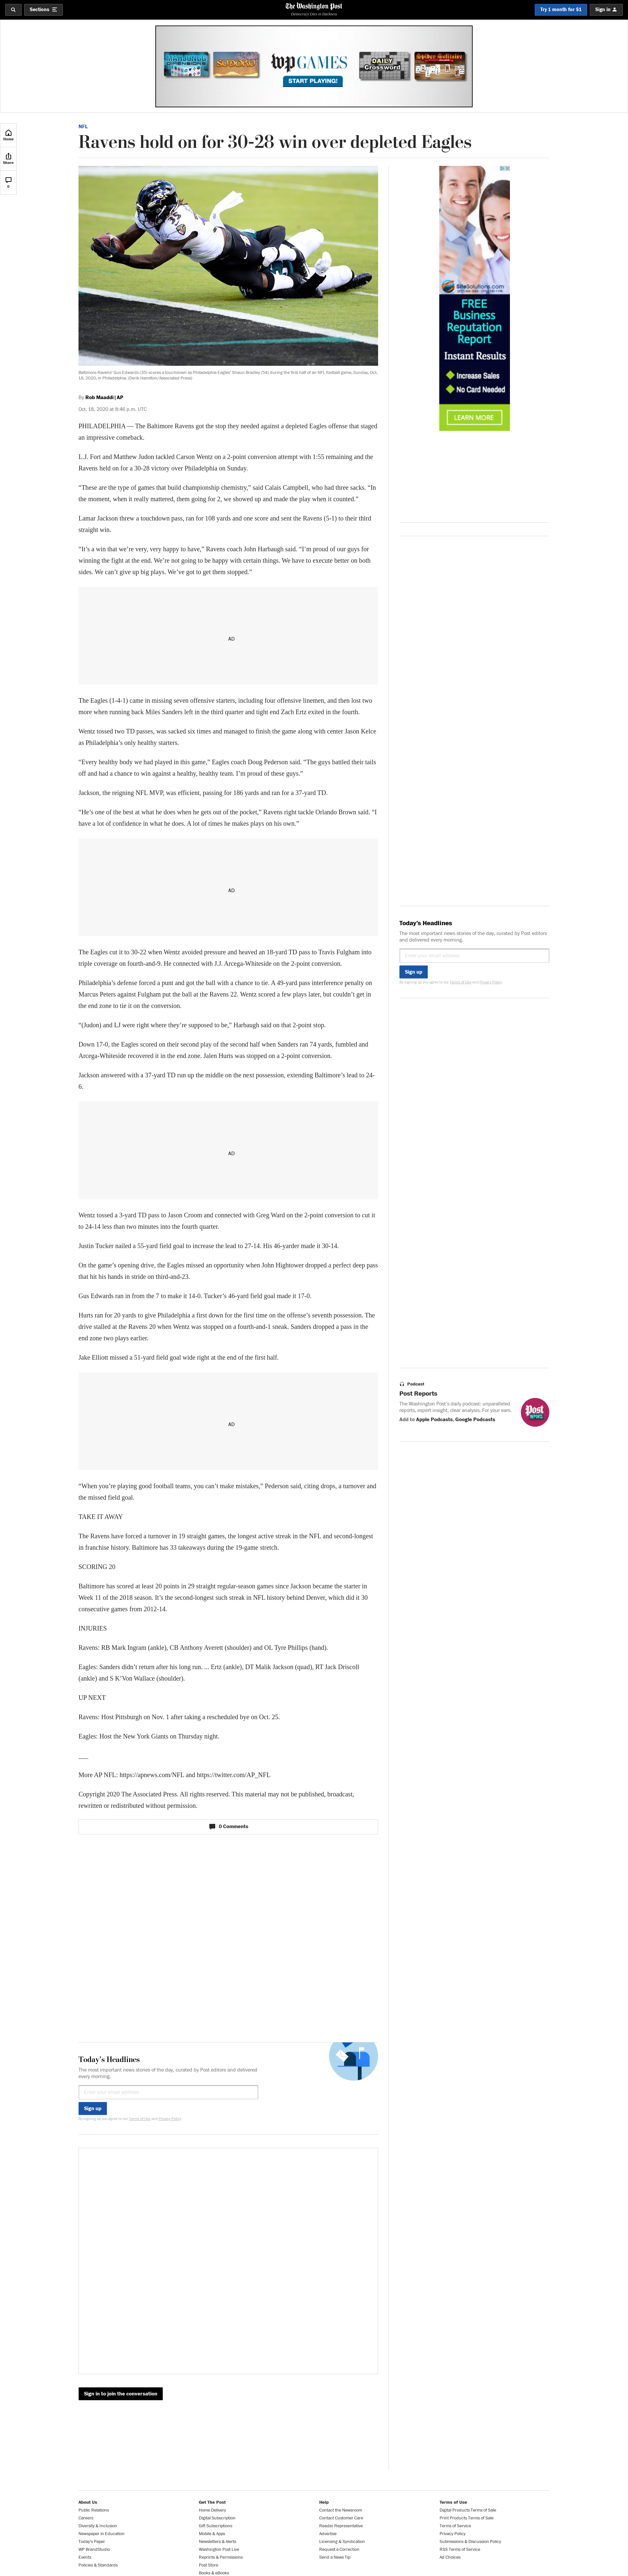 Sections
The Washington Post
Democracy Dies in Darkness
Try 1 month for $1
Sign in
MAHJONGG DIMENSIONS
SOLITAIRE
wp GAMES
START PLAYING!
DAILY Crossword
Spider Solitaire
Home
Share
0
NFL
Ravens hold on for 30-28 win over depleted Eagles
Baltimore Ravens' Gus Edwards (35) scores a touchdown as Philadelphia Eagles' Shaun Bradley (54) during the first half of an NFL football game, Sunday, Oct.
18, 2020, in Philadelphia. (Derik Hamilton/Associated Press)
By Rob Maaddi | AP
Oct. 18, 2020 at 8:46 p.m. UTC
PHILADELPHIA — The Baltimore Ravens got the stop they needed against a depleted Eagles offense that staged
an impressive comeback.
L.J. Fort and Matthew Judon tackled Carson Wentz on a 2-point conversion attempt with 1:55 remaining and the
Ravens held on for a 30-28 victory over Philadelphia on Sunday.
“These are the type of games that build championship chemistry,” said Calais Campbell, who had three sacks. “In
the moment, when it really mattered, them going for 2, we showed up and made the play when it counted.”
Lamar Jackson threw a touchdown pass, ran for 108 yards and one score and sent the Ravens (5-1) to their third
straight win.
“It’s a win that we’re very, very happy to have,” Ravens coach John Harbaugh said. “I’m proud of our guys for
winning the fight at the end. We’re not going to be happy with certain things. We have to execute better on both
sides. We can’t give up big plays. We’ve got to get them stopped.”
AD
The Eagles (1-4-1) came in missing seven offensive starters, including four offensive linemen, and then lost two
more when running back Miles Sanders left in the third quarter and tight end Zach Ertz exited in the fourth.
Wentz tossed two TD passes, was sacked six times and managed to finish the game along with center Jason Kelce
as Philadelphia’s only healthy starters.
“Every healthy body we had played in this game,” Eagles coach Doug Pederson said. “The guys battled their tails
off and had a chance to win against a healthy, healthy team. I’m proud of these guys.”
Jackson, the reigning NFL MVP, was efficient, passing for 186 yards and ran for a 37-yard TD.
“He’s one of the best at what he does when he gets out of the pocket,” Ravens right tackle Orlando Brown said. “I
have a lot of confidence in what he does. A lot of times he makes plays on his own.”
AD
The Eagles cut it to 30-22 when Wentz avoided pressure and heaved an 18-yard TD pass to Travis Fulgham into
triple coverage on fourth-and-9. He connected with J.J. Arcega-Whiteside on the 2-point conversion.
Philadelphia’s defense forced a punt and got the ball with a chance to tie. A 49-yard pass interference penalty on
Marcus Peters against Fulgham put the ball at the Ravens 22. Wentz scored a few plays later, but couldn’t get in
the end zone to tie it on the conversion.
“(Judon) and LJ were right where they’re supposed to be,” Harbaugh said on that 2-point stop.
Down 17-0, the Eagles scored on their second play of the second half when Sanders ran 74 yards, fumbled and
Arcega-Whiteside recovered it in the end zone. Jalen Hurts was stopped on a 2-point conversion.
Jackson answered with a 37-yard TD run up the middle on the next possession, extending Baltimore’s lead to 24-
6.
AD
Wentz tossed a 3-yard TD pass to Jason Croom and connected with Greg Ward on the 2-point conversion to cut it
to 24-14 less than two minutes into the fourth quarter.
Justin Tucker nailed a 55-yard field goal to increase the lead to 27-14. His 46-yarder made it 30-14.
On the game’s opening drive, the Eagles missed an opportunity when John Hightower dropped a perfect deep pass
that hit his hands in stride on third-and-23.
Gus Edwards ran in from the 7 to make it 14-0. Tucker’s 46-yard field goal made it 17-0.
Hurts ran for 20 yards to give Philadelphia a first down for the first time on the offense’s seventh possession. The
drive stalled at the Ravens 20 when Wentz was stopped on a fourth-and-1 sneak. Sanders dropped a pass in the
end zone two plays earlier.
Jake Elliott missed a 51-yard field goal wide right at the end of the first half.
AD
“When you’re playing good football teams, you can’t make mistakes,” Pederson said, citing drops, a turnover and
the missed field goal.
TAKE IT AWAY
The Ravens have forced a turnover in 19 straight games, the longest active streak in the NFL and second-longest
in franchise history. Baltimore has 33 takeaways during the 19-game stretch.
SCORING 20
Baltimore has scored at least 20 points in 29 straight regular-season games since Jackson became the starter in
Week 11 of the 2018 season. It’s the second-longest such streak in NFL history behind Denver, which did it 30
consecutive games from 2012-14.
INJURIES
Ravens: RB Mark Ingram (ankle), CB Anthony Averett (shoulder) and OL Tyre Phillips (hand).
Eagles: Sanders didn’t return after his long run. ... Ertz (ankle), DT Malik Jackson (quad), RT Jack Driscoll
(ankle) and S K’Von Wallace (shoulder).
UP NEXT
Ravens: Host Pittsburgh on Nov. 1 after taking a rescheduled bye on Oct. 25.
Eagles: Host the New York Giants on Thursday night.
___
More AP NFL: https://apnews.com/NFL and https://twitter.com/AP_NFL
Copyright 2020 The Associated Press. All rights reserved. This material may not be published, broadcast,
rewritten or redistributed without permission.
0 Comments
Today’s Headlines
The most important news stories of the day, curated by Post editors and delivered
every morning.
Enter your email address
Sign up
By signing up you agree to our Terms of Use and Privacy Policy
Sign in to join the conversation
SiteSolutions.com
FREE
Business
Reputation
Report
Instant Results
Increase Sales
No Card Needed
LEARN MORE
Today’s Headlines
The most important news stories of the day, curated by Post editors
and delivered every morning.
Enter your email address
Sign up
By signing up you agree to our Terms of Use and Privacy Policy
Podcast
Post Reports
The Washington Post’s daily podcast: unparalleled
reports, expert insight, clear analysis. For your ears.
Add to Apple Podcasts, Google Podcasts
Post
REPORTS
About Us
Public Relations
Careers
Diversity & Inclusion
Newspaper in Education
Today's Paper
WP BrandStudio
Events
Policies & Standards
Get The Post
Home Delivery
Digital Subscription
Gift Subscriptions
Mobile & Apps
Newsletters & Alerts
Washington Post Live
Reprints & Permissions
Post Store
Books & eBooks
Help
Contact the Newsroom
Contact Customer Care
Reader Representative
Advertise
Licensing & Syndication
Request a Correction
Send a News Tip
Terms of Use
Digital Products Terms of Sale
Print Products Terms of Sale
Terms of Service
Privacy Policy
Submissions & Discussion Policy
RSS Terms of Service
Ad Choices